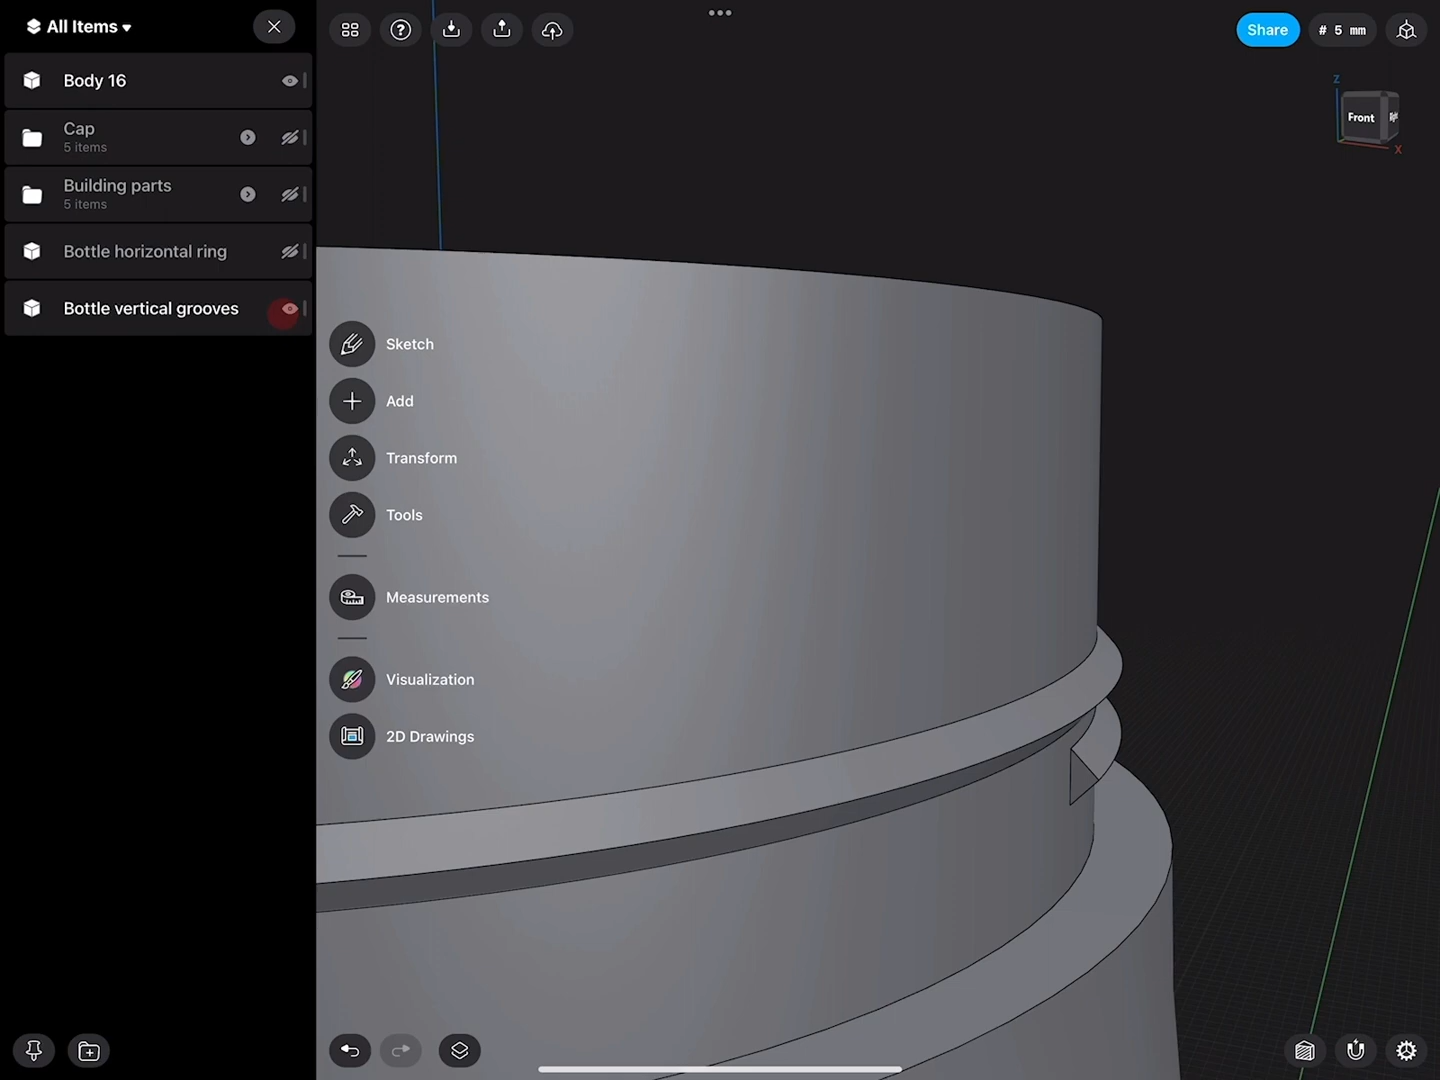 All Items
Share
# 5 mm
Body 16
Cap
5 items
Building parts
5 items
Bottle horizontal ring
Bottle vertical grooves
Z
Front
Right
X
Sketch
Add
Transform
Tools
Measurements
Visualization
2D Drawings